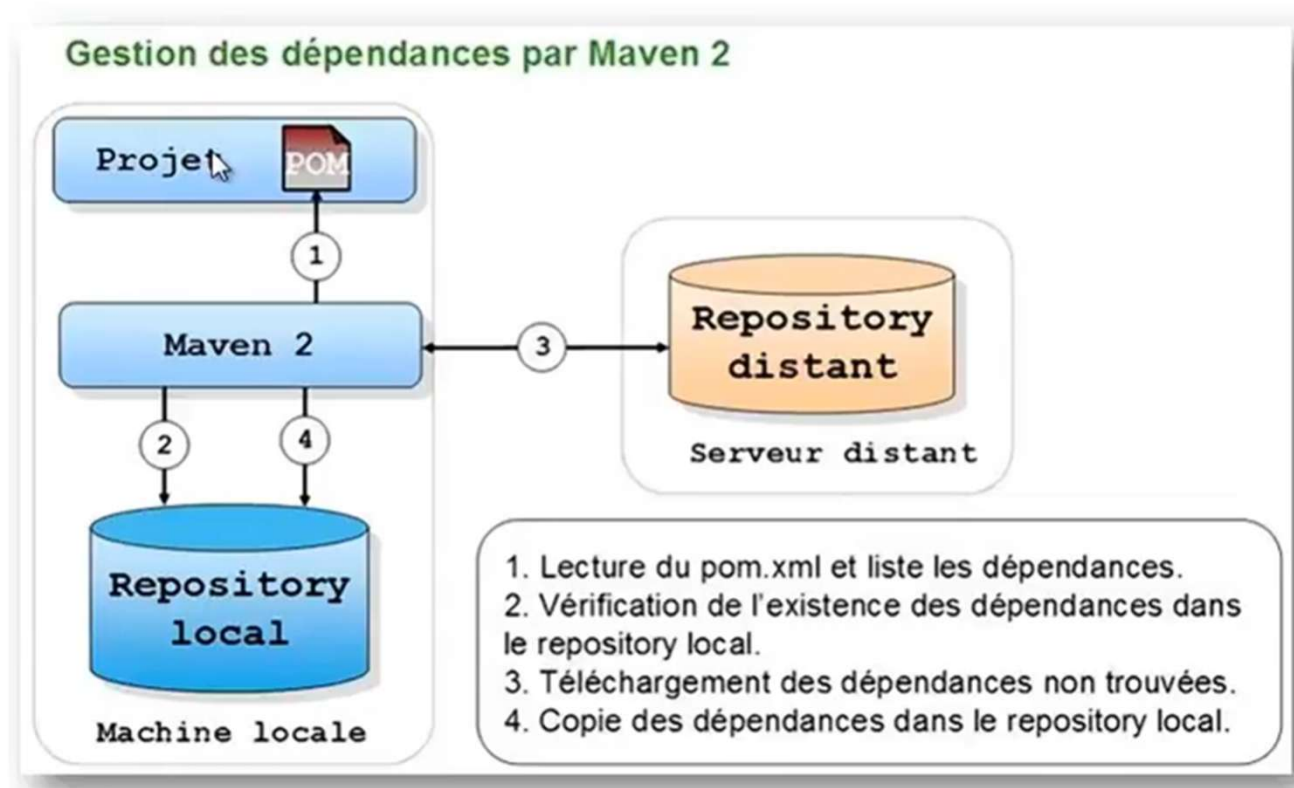 Gestion des dépendances par Maven 2
Projet
POM
1
Maven 2
3
Repository
distant
2
4
Serveur distant
Repository
local
Machine locale
1. Lecture du pom.xml et liste les dépendances.
2. Vérification de l'existence des dépendances dans
le repository local.
3. Téléchargement des dépendances non trouvées.
4. Copie des dépendances dans le repository local.